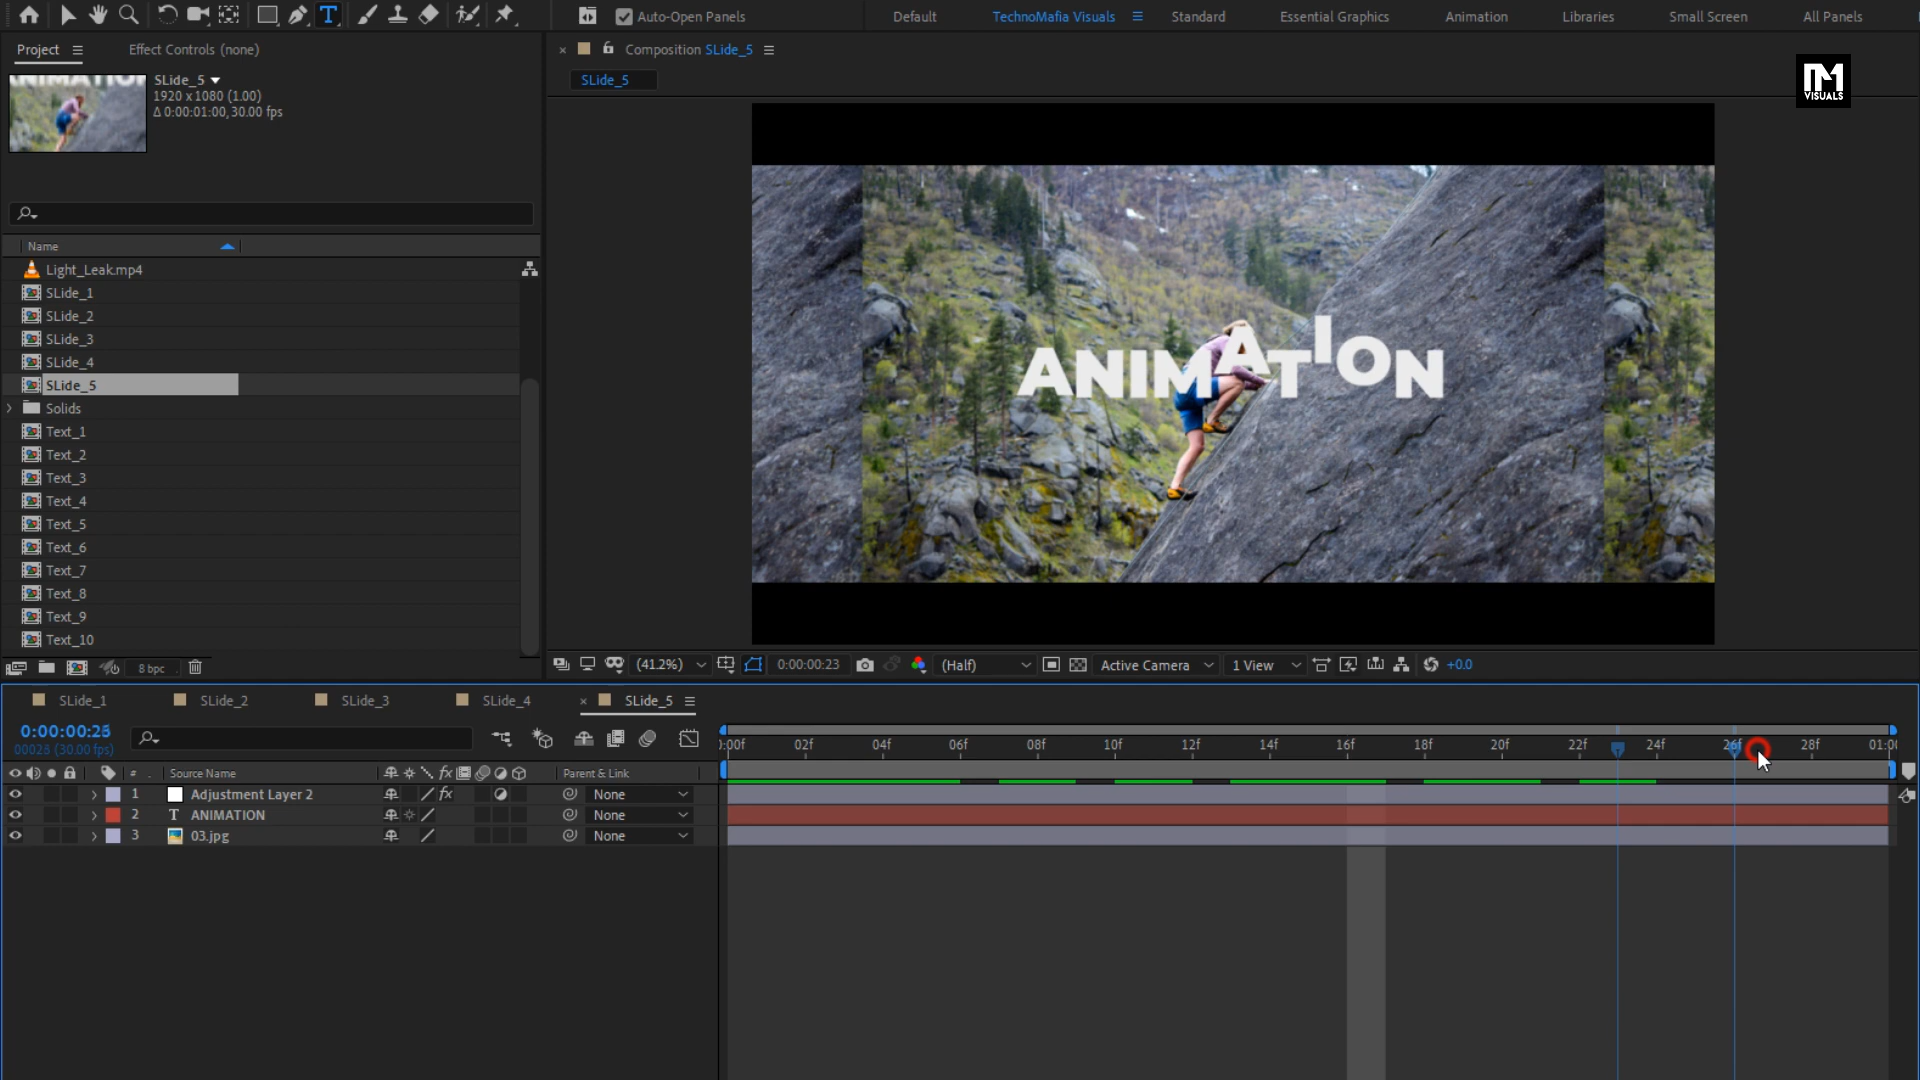 Auto-Open Panels
Default
TechnoMafia Visuals
Standard
Essential Graphics
Animation
Libraries
Small Screen
All Panels
Project
Effect Controls (none)
Composition SLide_5
SLide_5
VISUALS
SLide_5
1920 x 1080 (1.00)
Δ 0:00:01:00, 30.00 fps
Name
Light_Leak.mp4
SLide_1
SLide_2
SLide_3
SLide_4
SLide_5
Solids
Text_1
Text_2
Text_3
Text_4
Text_5
Text_6
Text_7
Text_8
Text_9
Text_10
8 bpc
ANIMATION
(41.2%)
0:00:00:23
(Half)
Active Camera
1 View
+0.0
SLide_1
SLide_2
SLide_3
SLide_4
SLide_5
(30.00 fps)
:00f 02f 04f 06f 08f 10f 12f 14f 16f 18f 20f 22f 24f 26f 28f 01:0
# Source Name
Parent & Link
1 Adjustment Layer 2 fx None
2 T ANIMATION None
3 03.jpg None